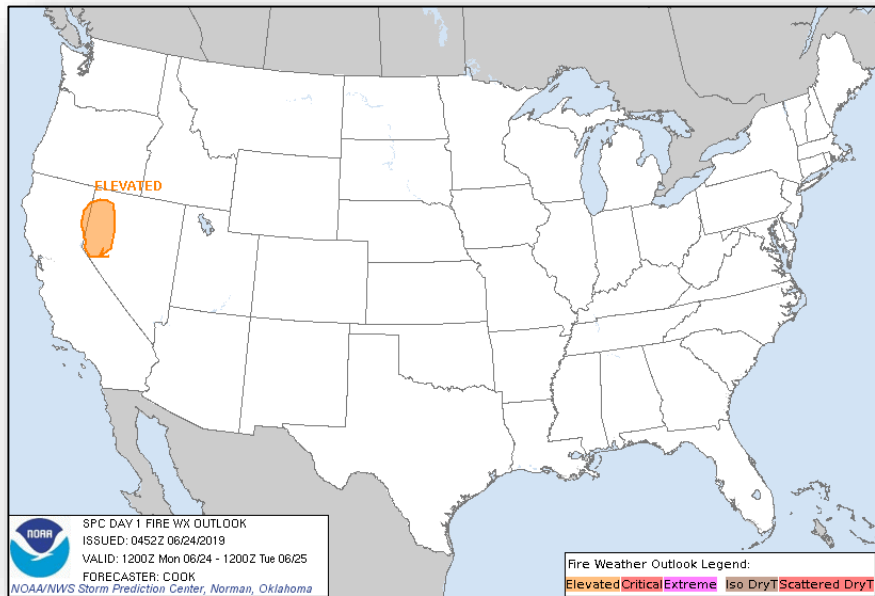 ELEVATED
NOAA
SPC DAY 1 FIRE WX OUTLOOK
ISSUED: 0452Z 06/24/2019
VALID: 1200Z Mon 06/24 - 1200Z Tue 06/25
FORECASTER: COOK
NOAA/NWS Storm Prediction Center, Norman, Oklahoma
Fire Weather Outlook Legend:
Elevated Critical Extreme Iso DryT Scattered DryT